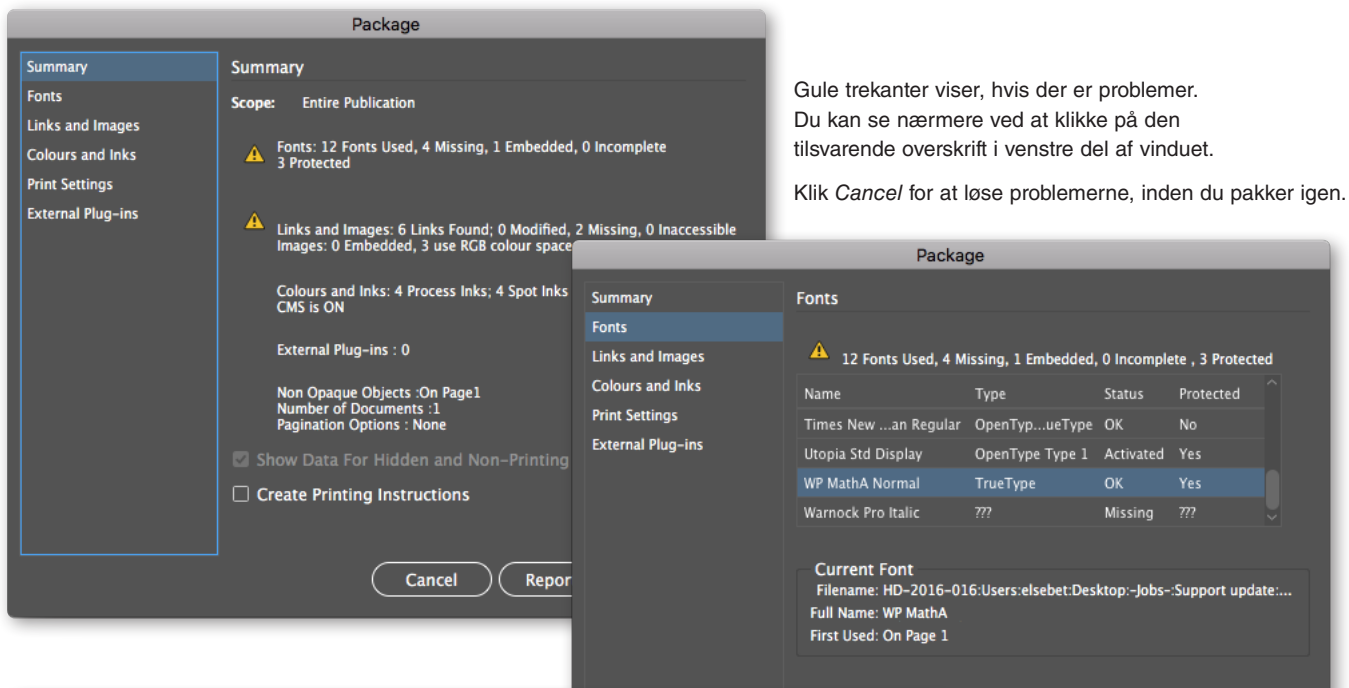 Package
Summary
Fonts
Links and Images
Colours and Inks
Print Settings
External Plug-ins
Summary
Scope: Entire Publication
Fonts: 12 Fonts Used, 4 Missing, 1 Embedded, 0 Incomplete
3 Protected
Links and Images: 6 Links Found; 0 Modified, 2 Missing, 0 Inaccessible
Images: 0 Embedded, 3 use RGB colour space
Colours and Inks: 4 Process Inks; 4 Spot Inks
CMS is ON
External Plug-ins : 0
Non Opaque Objects :On Page1
Number of Documents :1
Pagination Options : None
Show Data For Hidden and Non-Printing
Create Printing Instructions
Cancel
Repor
Gule trekanter viser, hvis der er problemer.
Du kan se nærmere ved at klikke på den
tilsvarende overskrift i venstre del af vinduet.
Klik Cancel for at løse problemerne, inden du pakker igen.
Package
Summary
Fonts
Links and Images
Colours and Inks
Print Settings
External Plug-ins
Fonts
12 Fonts Used, 4 Missing, 1 Embedded, 0 Incomplete , 3 Protected
Name Type Status Protected
Times New ...an Regular OpenTyp...ueType OK No
Utopia Std Display OpenType Type 1 Activated Yes
WP MathA Normal TrueType OK Yes
Warnock Pro Italic ??? Missing ???
Current Font
Filename: HD-2016-016:Users:elsebet:Desktop:-Jobs-:Support update:...
Full Name: WP MathA
First Used: On Page 1